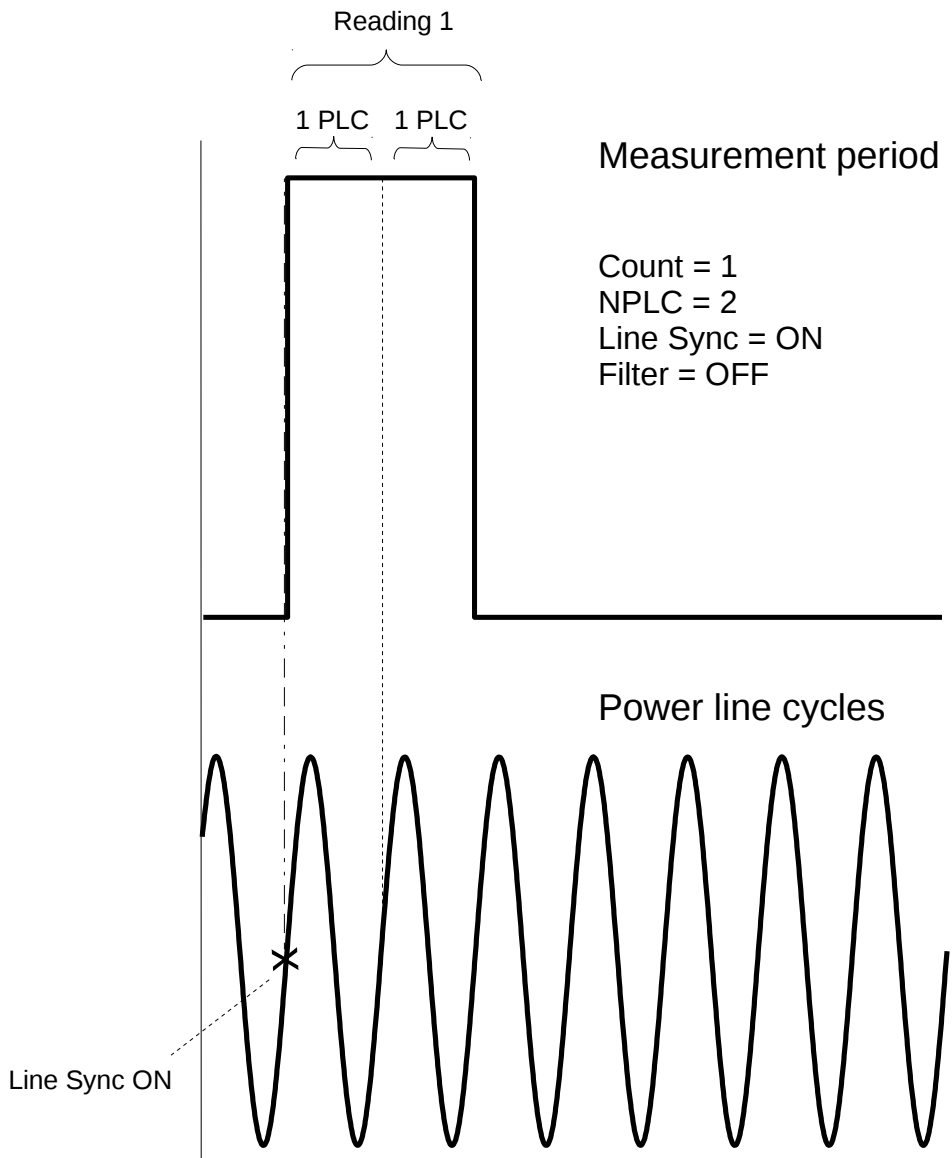 Reading 1
1 PLC 1 PLC
Measurement period
Count = 1
NPLC = 2
Line Sync = ON
Filter = OFF
Power line cycles
Line Sync ON